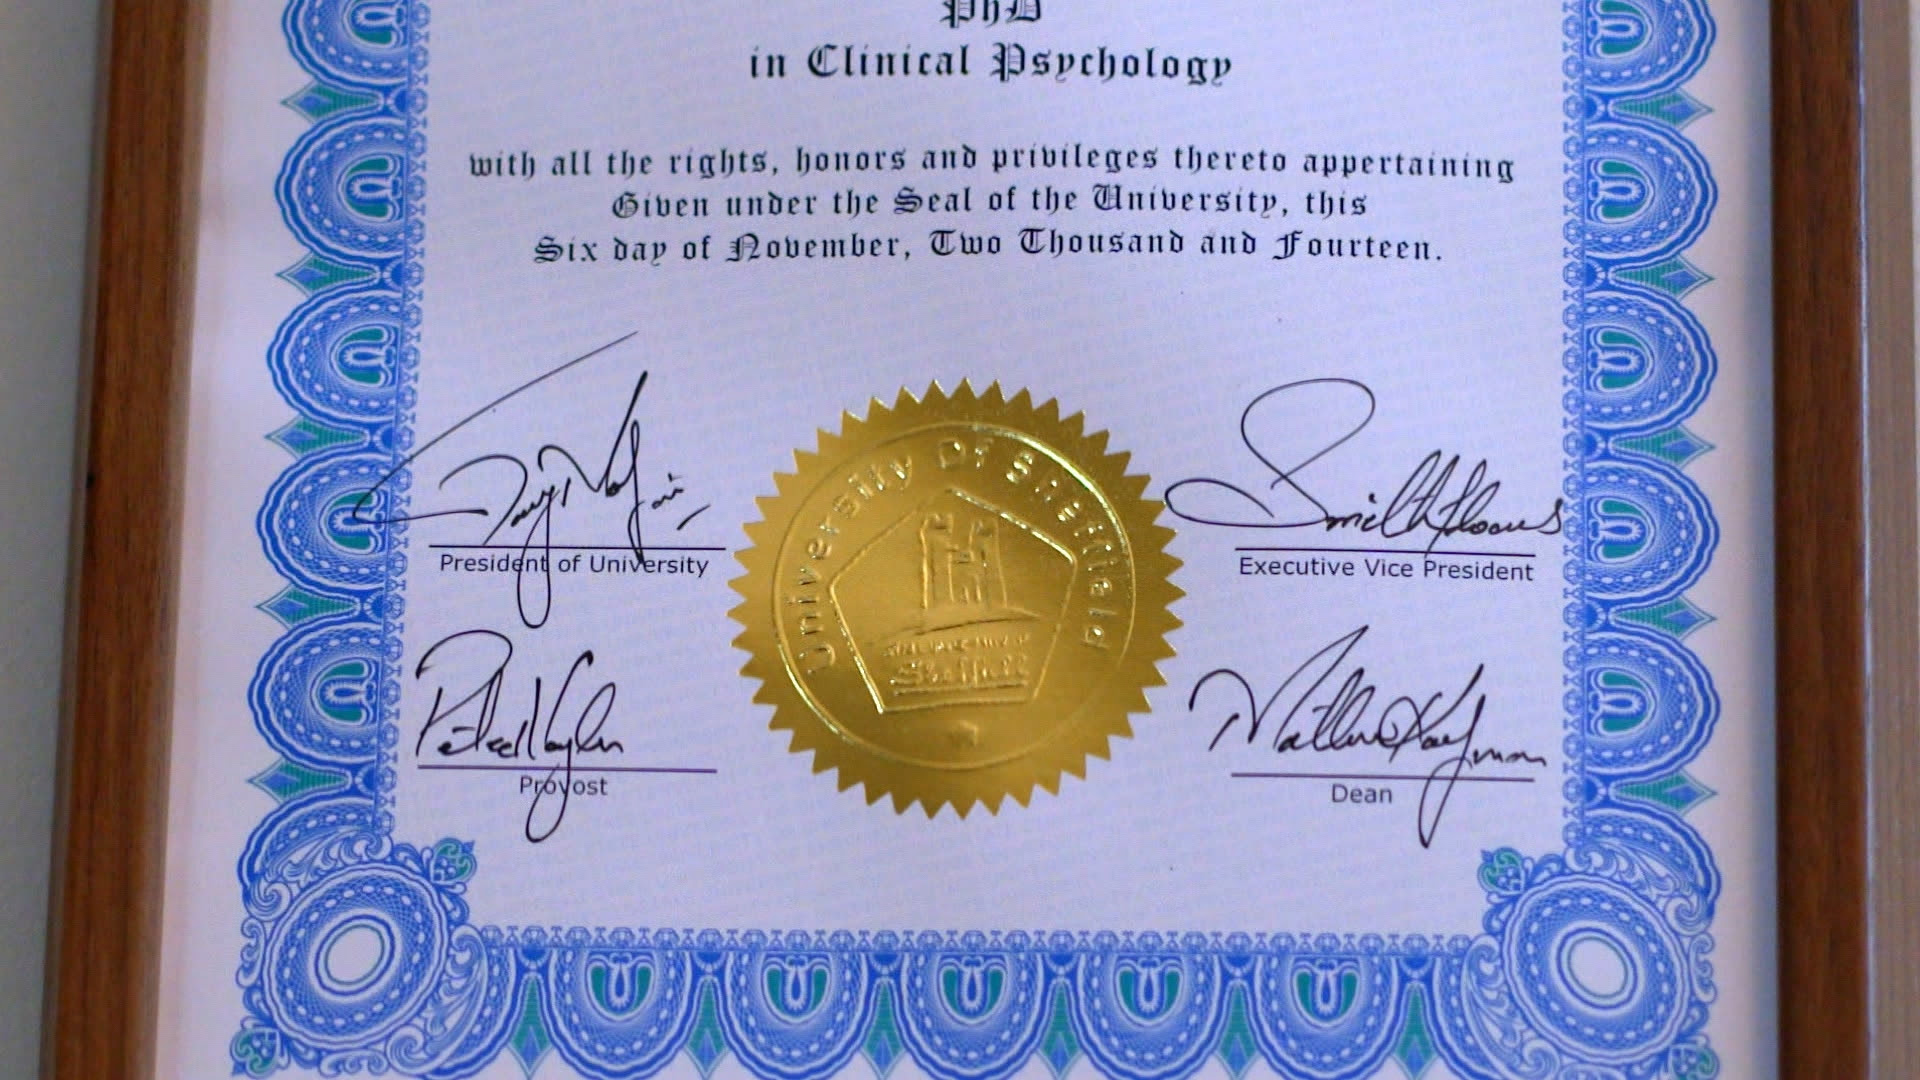 PhD
in Clinical Psychology
with all the rights, honors and privileges thereto appertaining
Given under the Seal of the University, this
Six day of November, Two Thousand and Fourteen.
University Of Sheffield
Sheffield
President of University
Executive Vice President
Provost
Dean